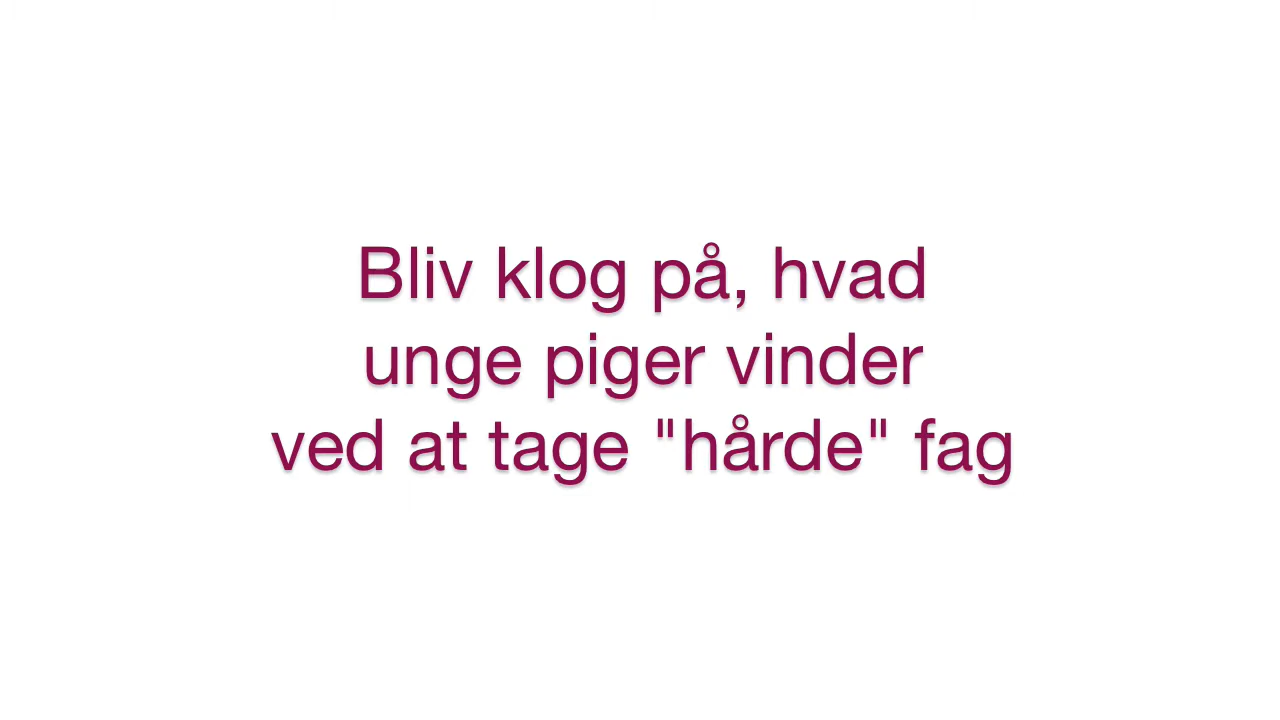 Bliv klog på, hvad
unge piger vinder
ved at tage "hårde" fag